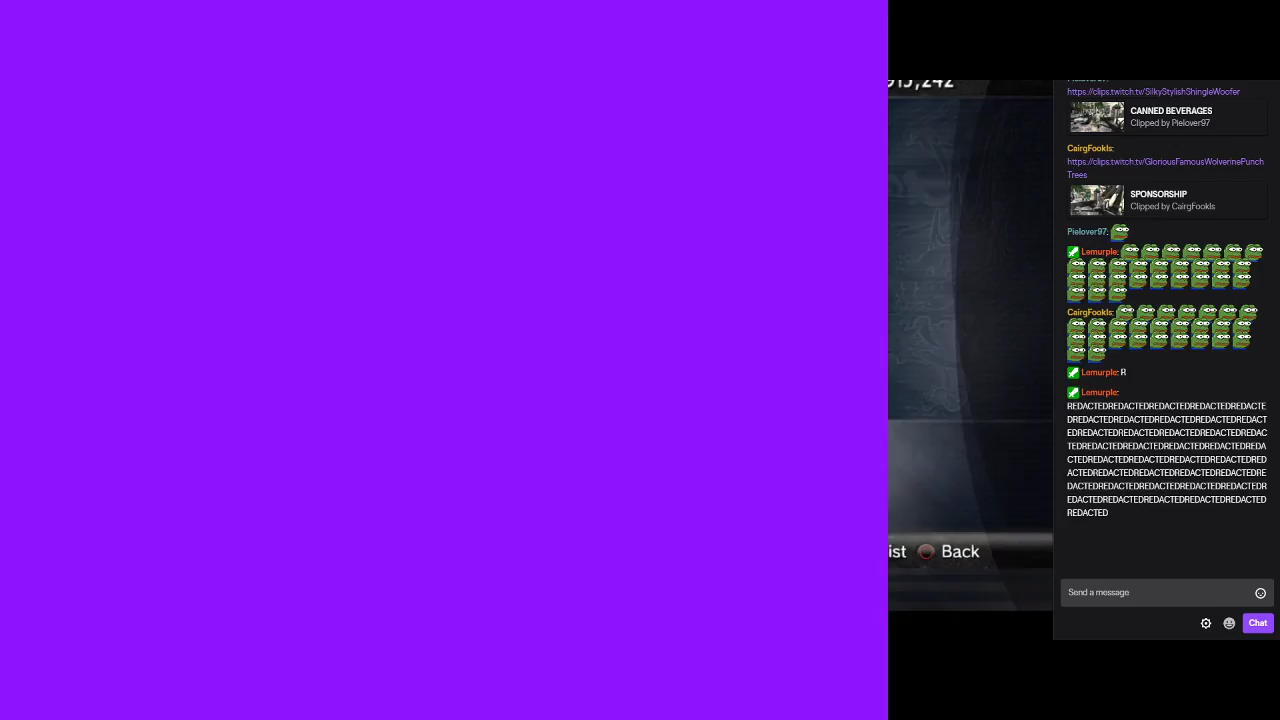 915,242
https://clips.twitch.tv/SilkyStylishShingleWoofer
CANNED BEVERAGES
Clipped by Pielover97
CairgFookls:
https://clips.twitch.tv/GloriousFamousWolverinePunch
Trees
SPONSORSHIP
Clipped by CairgFookls
Pielover97:
Lemurple:
CairgFookls:
Lemurple: R
Lemurple:
REDACTEDREDACTEDREDACTEDREDACTEDREDACTE
DREDACTEDREDACTEDREDACTEDREDACTEDREDACT
EDREDACTEDREDACTEDREDACTEDREDACTEDREDAC
TEDREDACTEDREDACTEDREDACTEDREDACTEDREDA
CTEDREDACTEDREDACTEDREDACTEDREDACTEDRED
ACTEDREDACTEDREDACTEDREDACTEDREDACTEDRE
DACTEDREDACTEDREDACTEDREDACTEDREDACTEDR
EDACTEDREDACTEDREDACTEDREDACTEDREDACTED
REDACTED
ist Back
Send a message
Chat